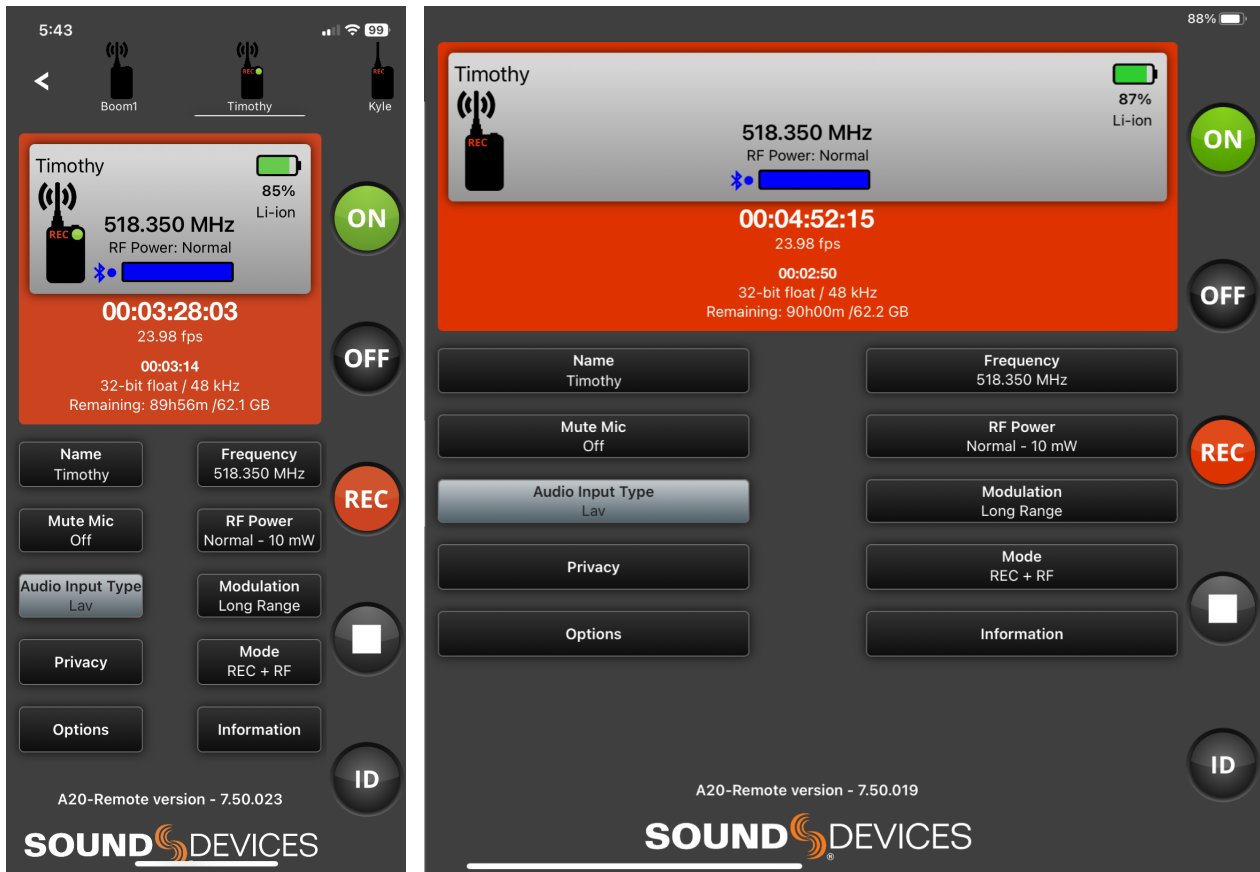 5:43
99
REC
REC
Boom1
Timothy
Kyle
Timothy
85%
Li-ion
518.350 MHz
REC
RF Power: Normal
00:03:28:03
23.98 fps
00:03:14
32-bit float / 48 kHz
Remaining: 89h56m /62.1 GB
ON
OFF
REC
ID
Name
Timothy
Frequency
518.350 MHz
Mute Mic
Off
RF Power
Normal - 10 mW
Audio Input Type
Lav
Modulation
Long Range
Privacy
Mode
REC + RF
Options
Information
A20-Remote version - 7.50.023
SOUND DEVICES
88%
Timothy
87%
Li-ion
REC
518.350 MHz
RF Power: Normal
00:04:52:15
23.98 fps
00:02:50
32-bit float / 48 kHz
Remaining: 90h00m /62.2 GB
ON
OFF
REC
ID
Name
Timothy
Frequency
518.350 MHz
Mute Mic
Off
RF Power
Normal - 10 mW
Audio Input Type
Lav
Modulation
Long Range
Privacy
Mode
REC + RF
Options
Information
A20-Remote version - 7.50.019
SOUND DEVICES®